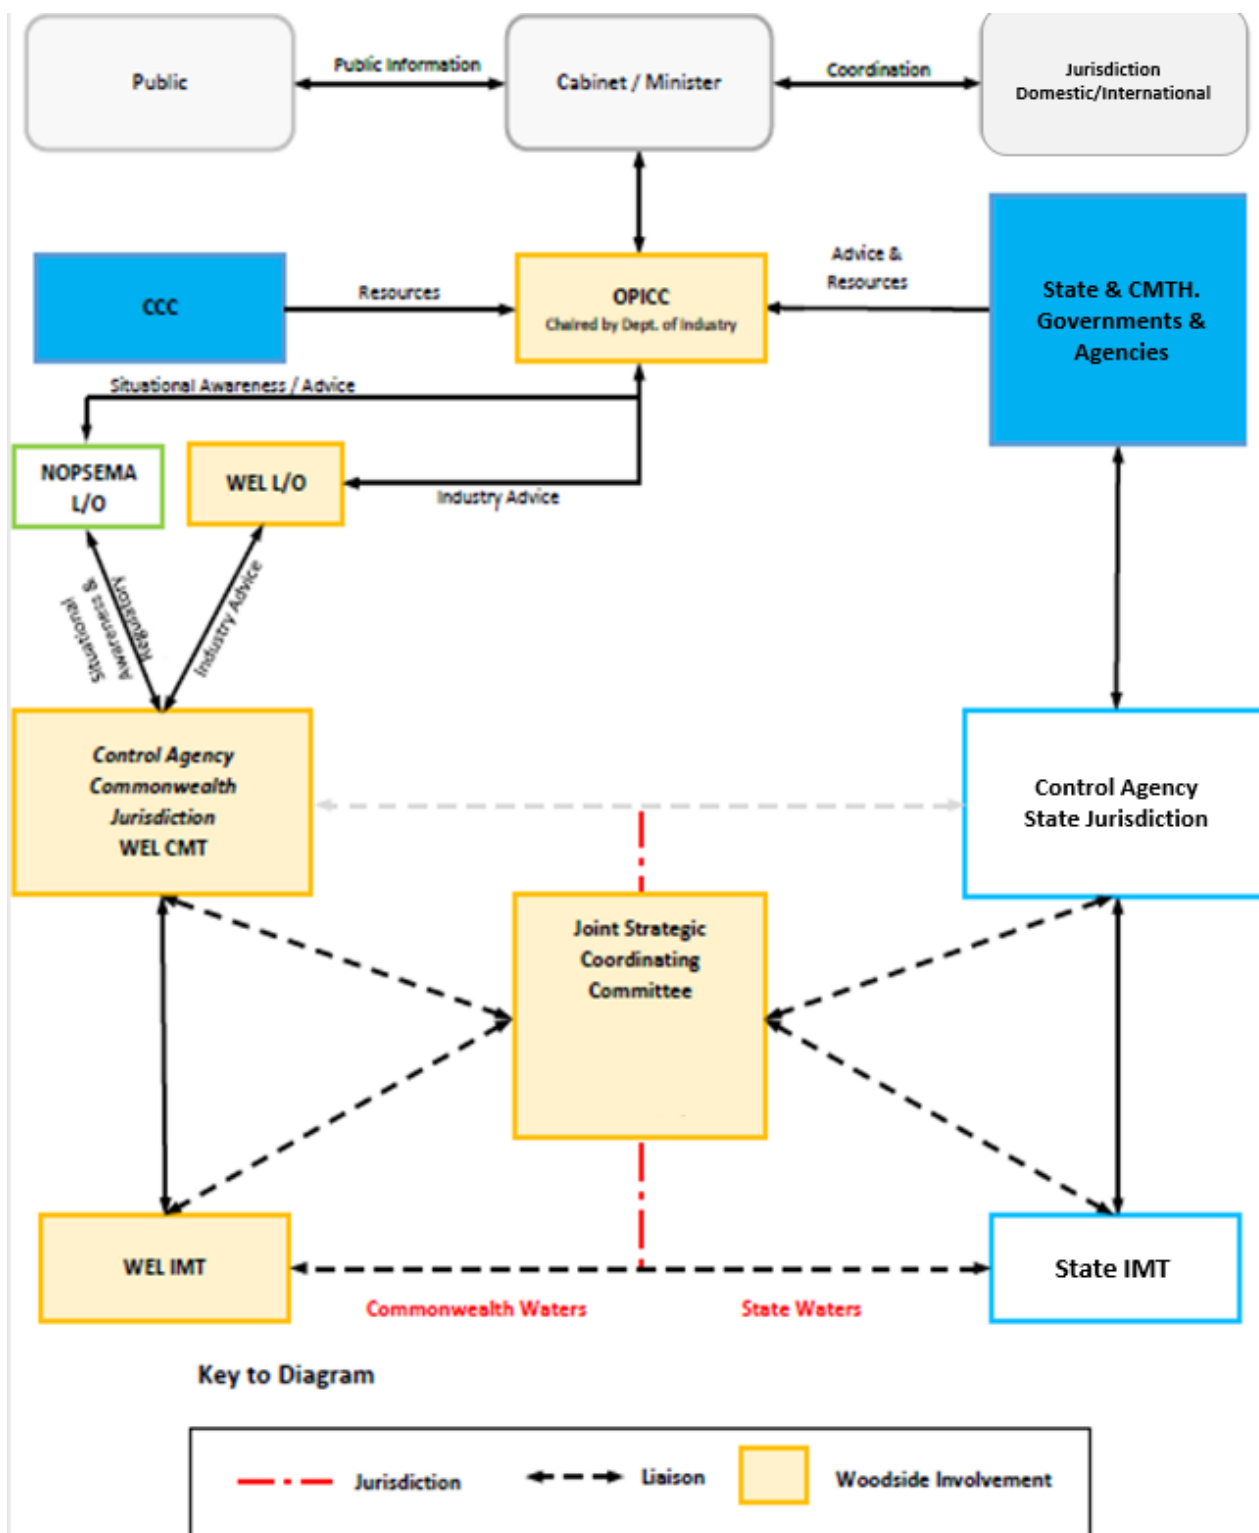 Public
Public Information
Cabinet / Minister
Coordination
Jurisdiction
Domestic/International
CCC
Resources
OPICC
Chaired by Dept. of Industry
Advice &
Resources
State & CMTH.
Governments &
Agencies
Situational Awareness / Advice
NOPSEMA
L/O
WEL L/O
Industry Advice
Situational
Awareness &
Regulatory
Industry Advice
Control Agency
Commonwealth
Jurisdiction
WEL CMT
Control Agency
State Jurisdiction
Joint Strategic
Coordinating
Committee
WEL IMT
State IMT
Commonwealth Waters
State Waters
Key to Diagram
Jurisdiction
Liaison
Woodside Involvement